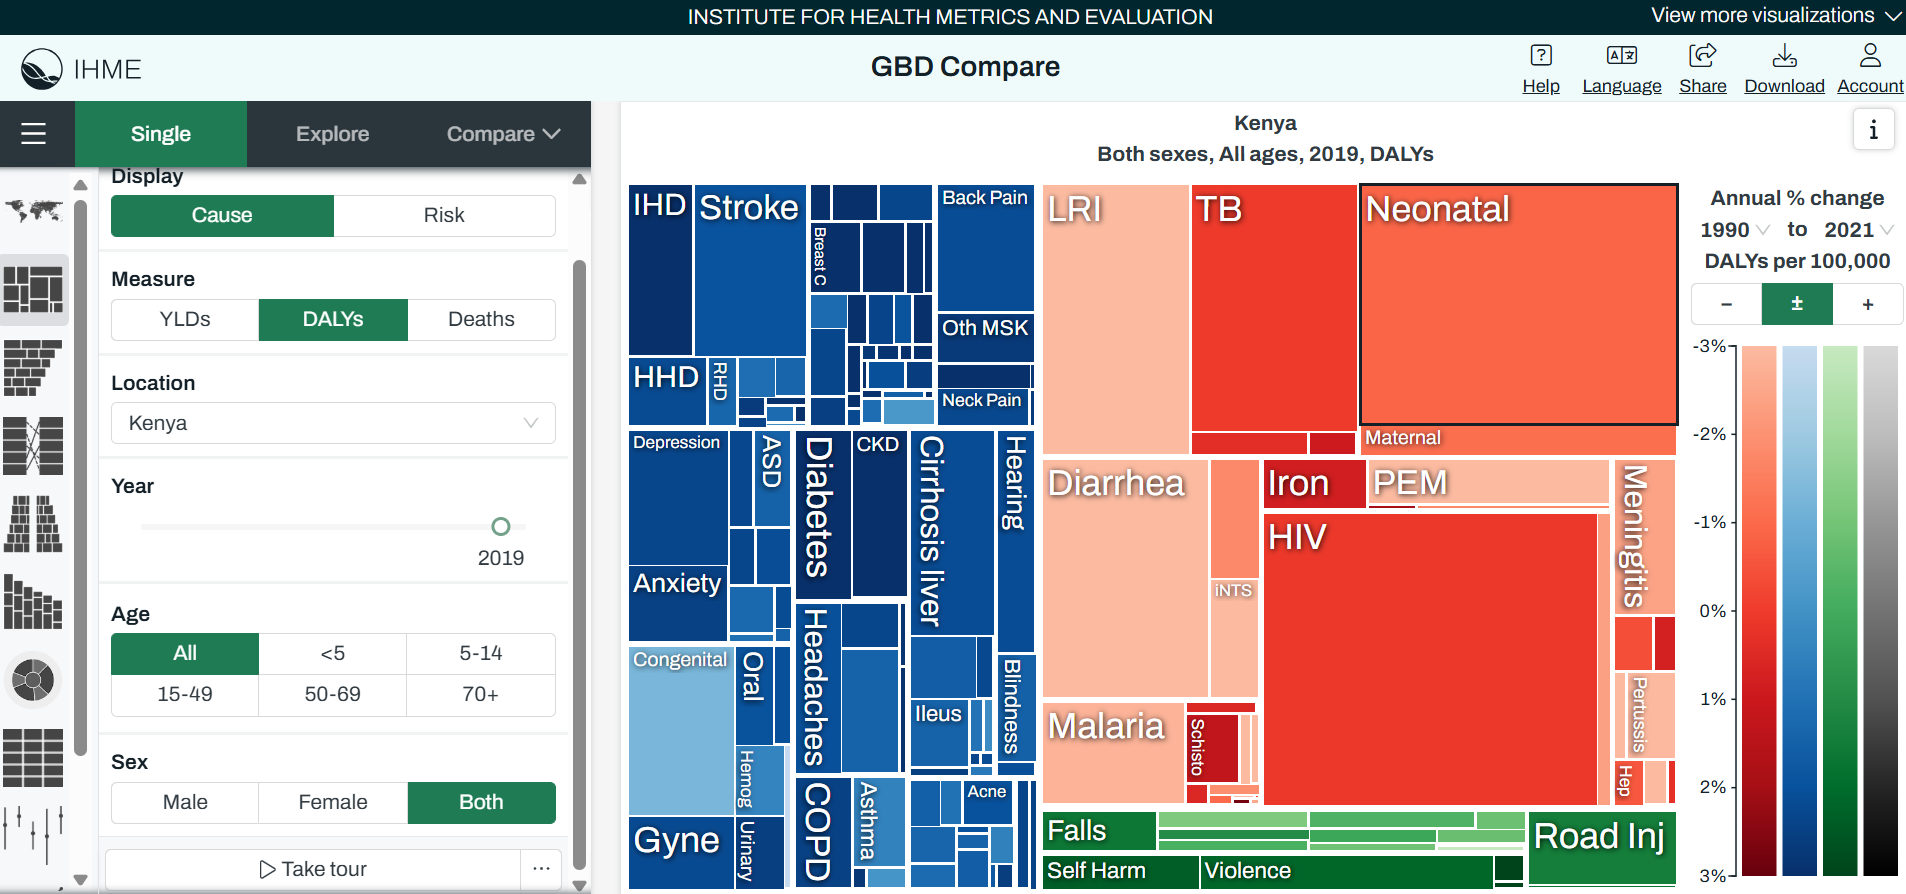 INSTITUTE FOR HEALTH METRICS AND EVALUATION
View more visualizations
IHME
GBD Compare
Help
Language
Share
Download
Account
Single
Explore
Compare
Display
Cause
Risk
Measure
YLDs
DALYs
Deaths
Location
Kenya
Year
2019
Age
All
<5
5-14
15-49
50-69
70+
Sex
Male
Female
Both
Take tour
...
Kenya
Both sexes, All ages, 2019, DALYs
i
IHD
Stroke
Breast C
Back Pain
Oth MSK
HHD
RHD
Neck Pain
Depression
ASD
Diabetes
CKD
Cirrhosis liver
Hearing
Anxiety
Congenital
Oral
Headaches
Ileus
Blindness
Hemog
Gyne
Urinary
COPD
Asthma
Acne
LRI
TB
Neonatal
Maternal
Diarrhea
Iron
PEM
Meningitis
HIV
iNTS
Malaria
Schisto
Pertussis
Hep
Falls
Road Inj
Self Harm
Violence
Annual % change
1990 to 2021
DALYs per 100,000
− ± +
-3%
-2%
-1%
0%
1%
2%
3%